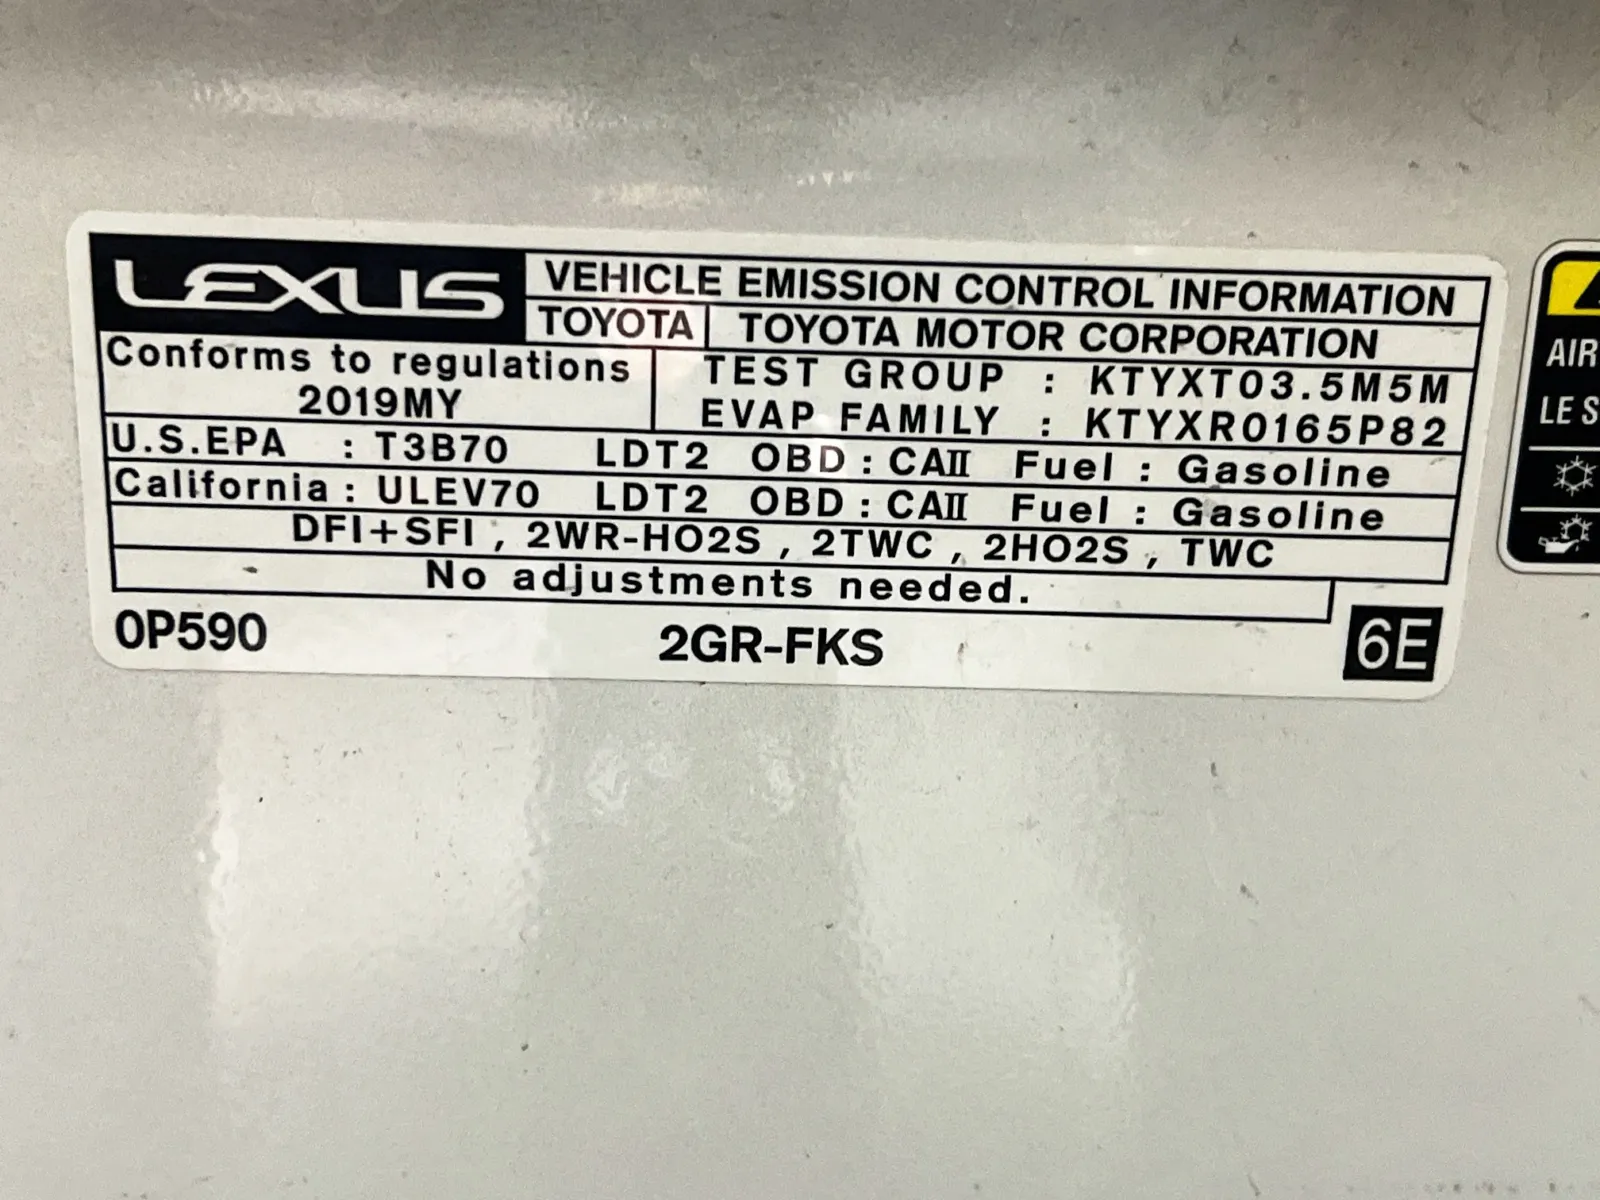 LEXUS VEHICLE EMISSION CONTROL INFORMATION
TOYOTA TOYOTA MOTOR CORPORATION
Conforms to regulations TEST GROUP : KTYXT03.5M5M
2019MY EVAP FAMILY : KTYXR0165P82
U.S.EPA : T3B70 LDT2 OBD : CAII Fuel : Gasoline
California : ULEV70 LDT2 OBD : CAII Fuel : Gasoline
DFI+SFI , 2WR-HO2S , 2TWC , 2HO2S , TWC
No adjustments needed.
0P590 2GR-FKS 6E
AIR
LE S